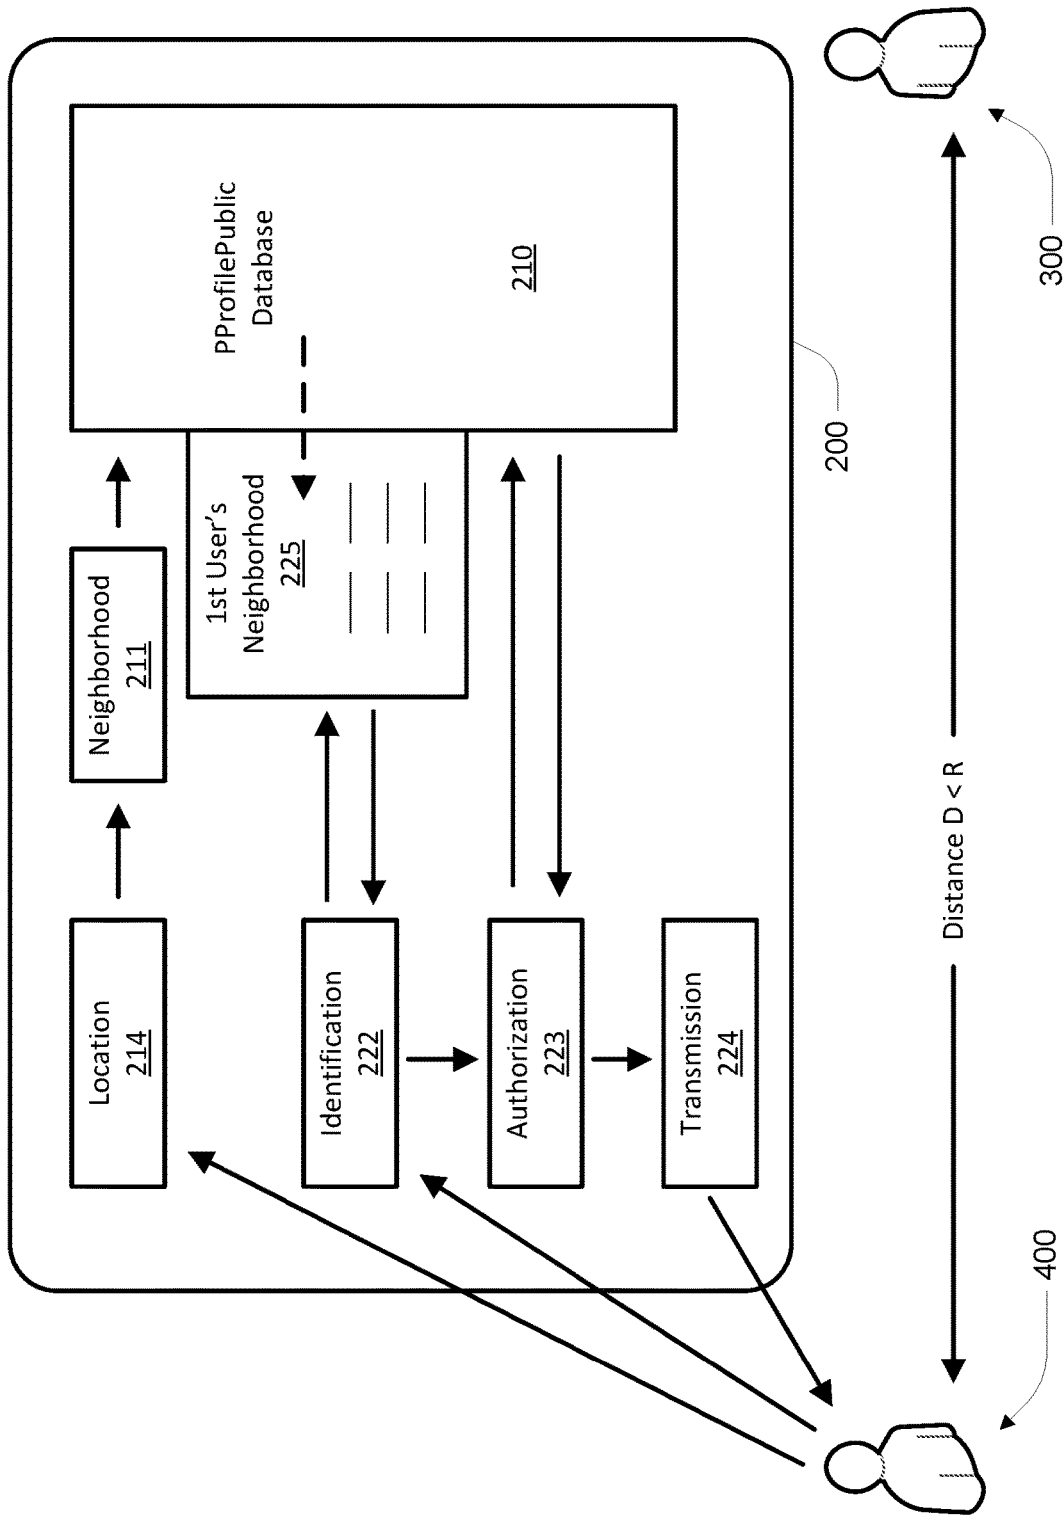 Location
214
Neighborhood
211
PProfilePublic
Database
210
1st User's
Neighborhood
225
Identification
222
Authorization
223
Transmission
224
200
Distance D < R
400
300